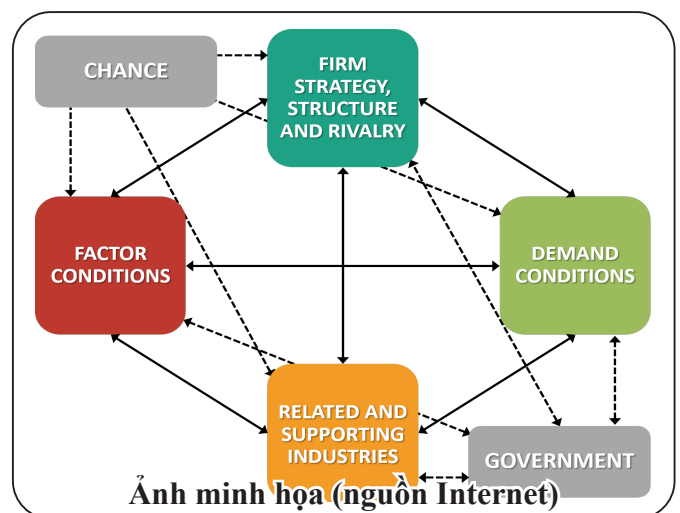 CHANCE
FIRM
STRATEGY,
STRUCTURE
AND RIVALRY
FACTOR
CONDITIONS
DEMAND
CONDITIONS
RELATED AND
SUPPORTING
INDUSTRIES
GOVERNMENT
Ảnh minh họa (nguồn Internet)